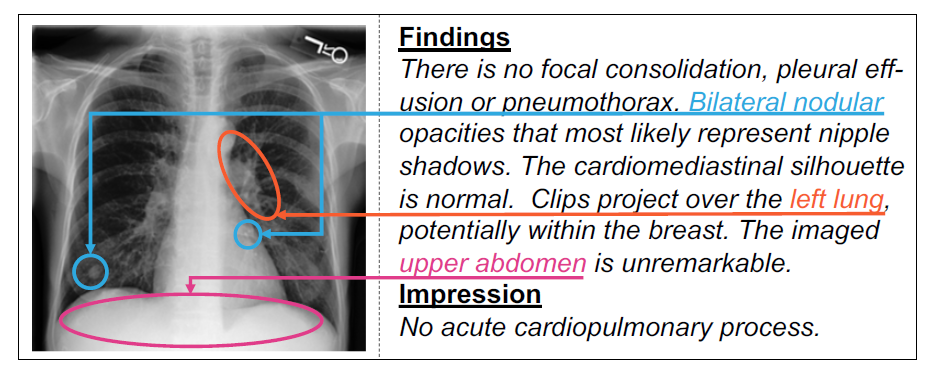 Findings
There is no focal consolidation, pleural eff-
usion or pneumothorax. Bilateral nodular
opacities that most likely represent nipple
shadows. The cardiomediastinal silhouette
is normal.  Clips project over the left lung,
potentially within the breast. The imaged
upper abdomen is unremarkable.
Impression
No acute cardiopulmonary process.